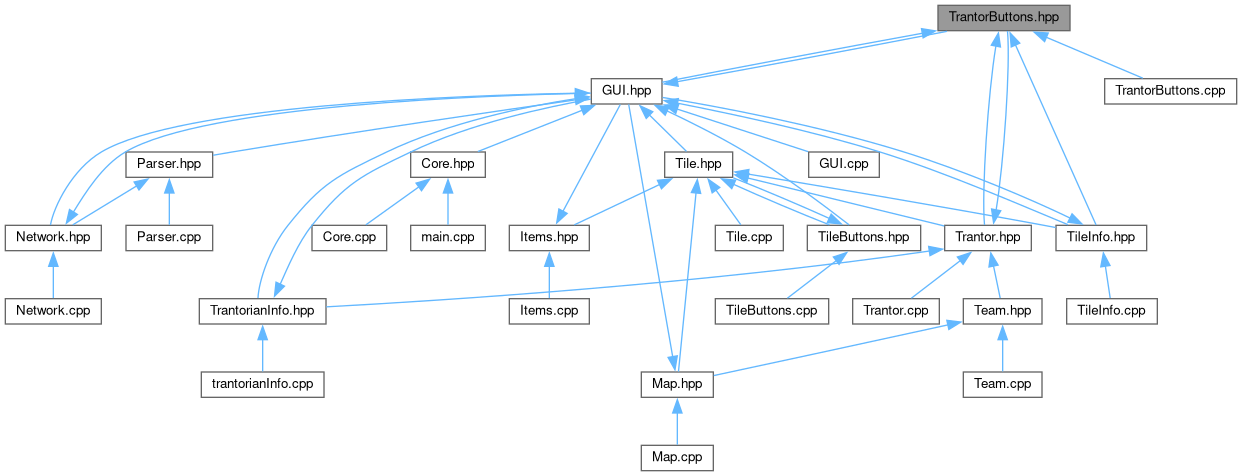 TrantorButtons.hpp
GUI.hpp
TrantorButtons.cpp
Parser.hpp
Core.hpp
Tile.hpp
GUI.cpp
Network.hpp
Parser.cpp
Core.cpp
main.cpp
Items.hpp
Tile.cpp
TileButtons.hpp
Trantor.hpp
TileInfo.hpp
Network.cpp
TrantorianInfo.hpp
Items.cpp
TileButtons.cpp
Trantor.cpp
Team.hpp
TileInfo.cpp
trantorianInfo.cpp
Map.hpp
Team.cpp
Map.cpp